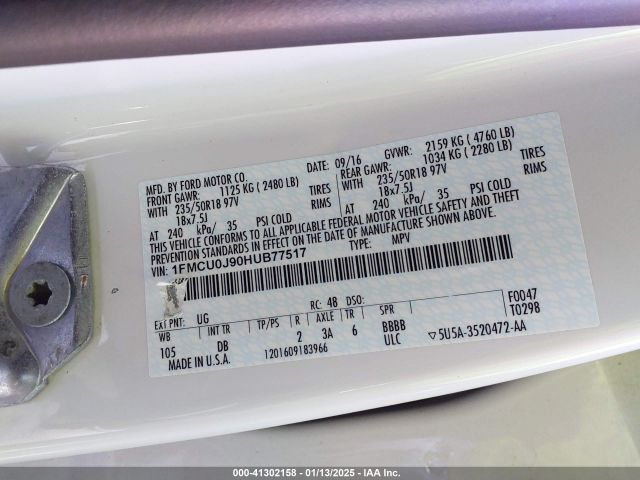 MFD. BY FORD MOTOR CO.
DATE: 09/16 GVWR: 2159 KG ( 4760 LB)
FRONT GAWR: 1125 KG ( 2480 LB) REAR GAWR: 1034 KG ( 2280 LB)
WITH 235/50R18 97V TIRES WITH 235/50R18 97V TIRES
18x7.5J RIMS 18x7.5J RIMS
AT 240 kPa/ 35 PSI COLD AT 240 kPa/ 35 PSI COLD
THIS VEHICLE CONFORMS TO ALL APPLICABLE FEDERAL MOTOR VEHICLE SAFETY AND THEFT
PREVENTION STANDARDS IN EFFECT ON THE DATE OF MANUFACTURE SHOWN ABOVE.
VIN: 1FMCU0J90HUB77517
TYPE: MPV
F0047
T0298
EXT PNT: UG RC: 48 DSO:
WB INT TR TP/PS R AXLE TR SPR
105 DB 2 3A 6 BBBB
MADE IN U.S.A. 1201609183966 ULC ▽5U5A-3520472-AA
000-41302158 - 01/13/2025 - IAA Inc.